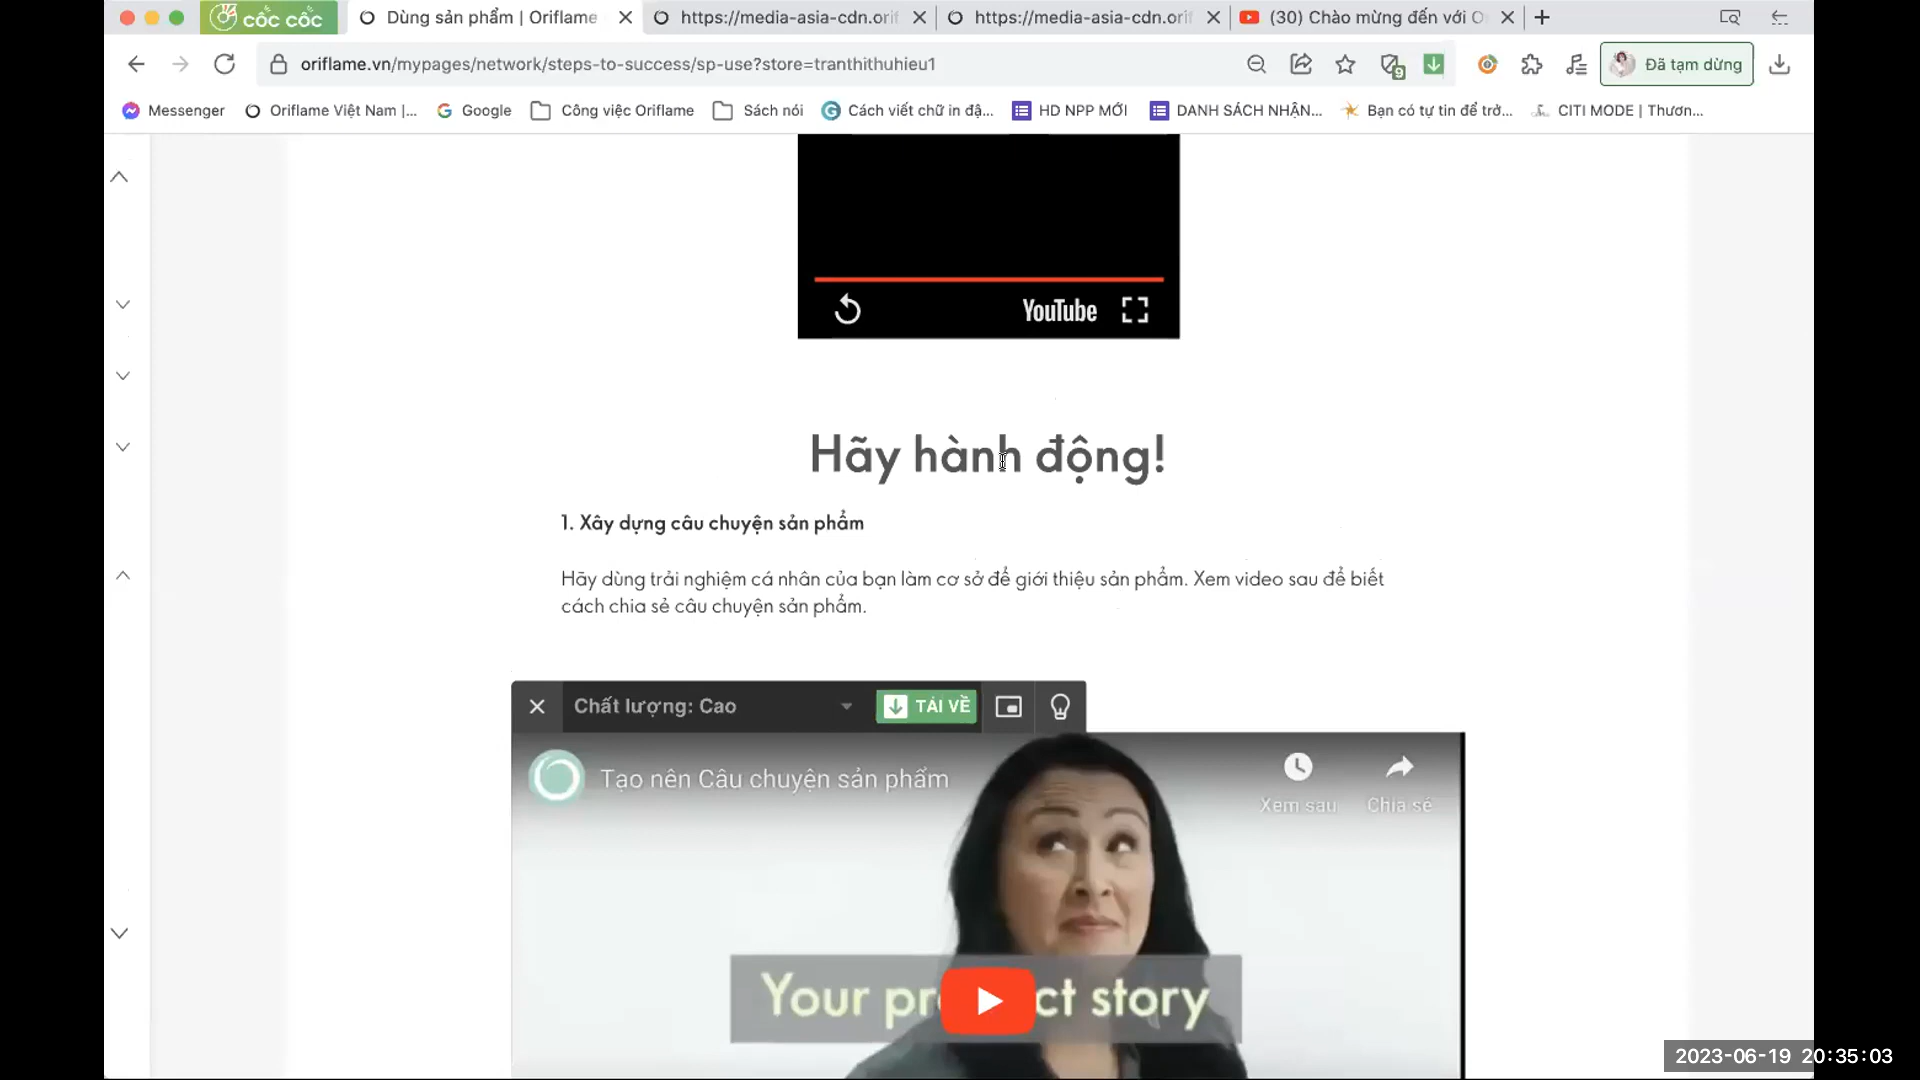 cốc cốc
Dùng sản phẩm | Oriflame
https://media-asia-cdn.orif
https://media-asia-cdn.orif
(30) Chào mừng đến với O
oriflame.vn/mypages/network/steps-to-success/sp-use?store=tranthithuhieu1
9
Đã tạm dừng
Messenger
Oriflame Việt Nam |...
Google
Công việc Oriflame
Sách nói
Cách viết chữ in đậ...
HD NPP MỚI
DANH SÁCH NHẬN...
Bạn có tự tin để trở...
CITI MODE | Thươn...
YouTube
Hãy hành động!
1. Xây dựng câu chuyện sản phẩm
Hãy dùng trải nghiệm cá nhân của bạn làm cơ sở để giới thiệu sản phẩm. Xem video sau để biết
cách chia sẻ câu chuyện sản phẩm.
Chất lượng: Cao
TẢI VỀ
Tạo nên Câu chuyện sản phẩm
Xem sau
Chia sẻ
Your pr ct story
2023-06-19 20:35:03